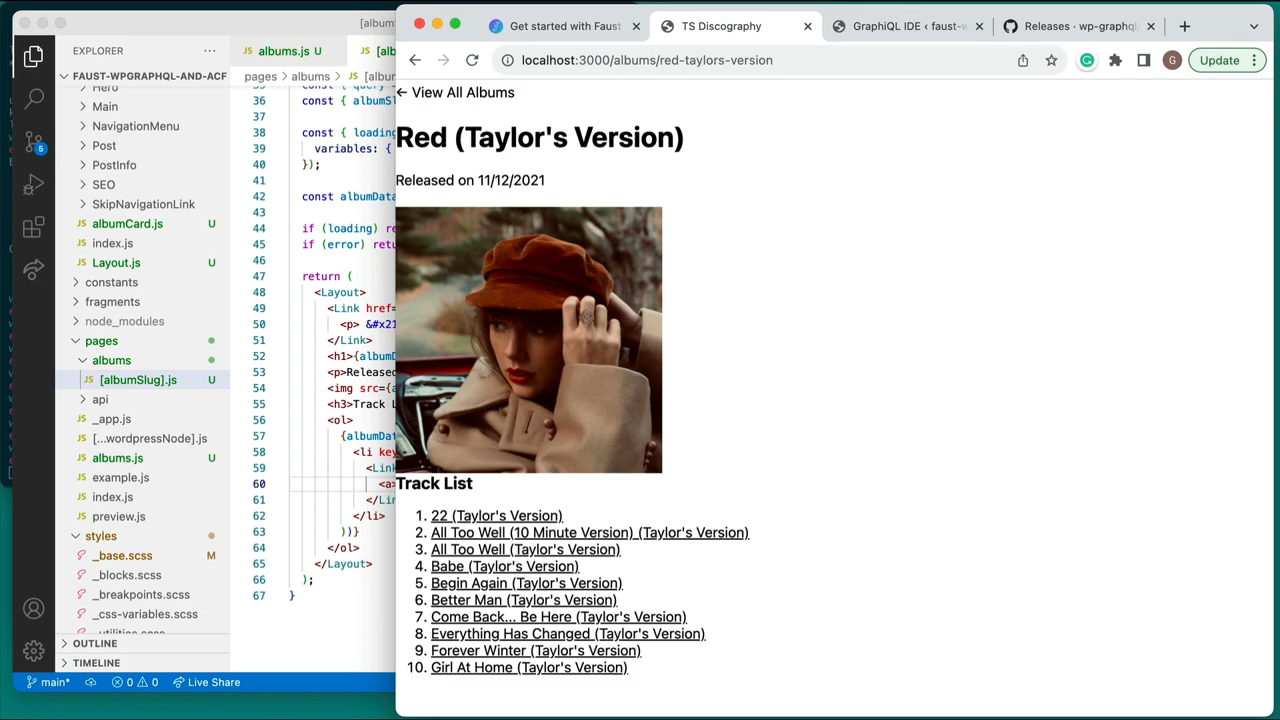 [album
EXPLORER
FAUST-WPGRAPHQL-AND-ACF
Hero
Main
NavigationMenu
Post
PostInfo
SEO
SkipNavigationLink
albumCard.js U
index.js
Layout.js U
constants
fragments
node_modules
pages
albums
[albumSlug].js U
api
_app.js
[...wordpressNode].js
albums.js U
example.js
index.js
preview.js
styles
_base.scss M
_blocks.scss
_breakpoints.scss
_css-variables.scss
_utilities.scss
OUTLINE
TIMELINE
5
main* 0 0 Live Share
albums.js U
pages > albums >
36 const { albumSl
37
38 const { loading
39 variables: {
40 });
41
42 const albumData
43
44 if (loading) re
45 if (error) retu
46
47 return (
48 <Layout>
49 <Link href=
50 <p> &#x21
51 </Link>
52 <h1>{albumD
53 <p>Released
54 <img src={a
55 <h3>Track L
56 <ol>
57 {albumDat
58 <li key
59 <Link
60 <a>
61 </Lin
62 </li>
63 ))}
64 </ol>
65 </Layout>
66 );
67 }
Get started with Faust
TS Discography
GraphiQL IDE ‹ faust-w
Releases · wp-graphql
localhost:3000/albums/red-taylors-version
G
Update
← View All Albums
Red (Taylor's Version)
Released on 11/12/2021
Track List
1. 22 (Taylor's Version)
2. All Too Well (10 Minute Version) (Taylor's Version)
3. All Too Well (Taylor's Version)
4. Babe (Taylor's Version)
5. Begin Again (Taylor's Version)
6. Better Man (Taylor's Version)
7. Come Back... Be Here (Taylor's Version)
8. Everything Has Changed (Taylor's Version)
9. Forever Winter (Taylor's Version)
10. Girl At Home (Taylor's Version)